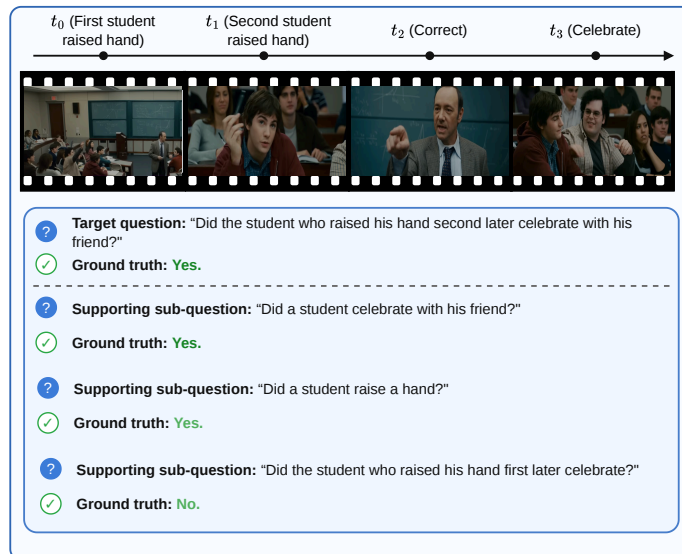 t₀ (First student
raised hand)
t₁ (Second student
raised hand)
t₂ (Correct)
t₃ (Celebrate)
? Target question: “Did the student who raised his hand second later celebrate with his
friend?"
✓ Ground truth: Yes.
? Supporting sub-question: “Did a student celebrate with his friend?"
✓ Ground truth: Yes.
? Supporting sub-question: “Did a student raise a hand?"
✓ Ground truth: Yes.
? Supporting sub-question: “Did the student who raised his hand first later celebrate?"
✓ Ground truth: No.